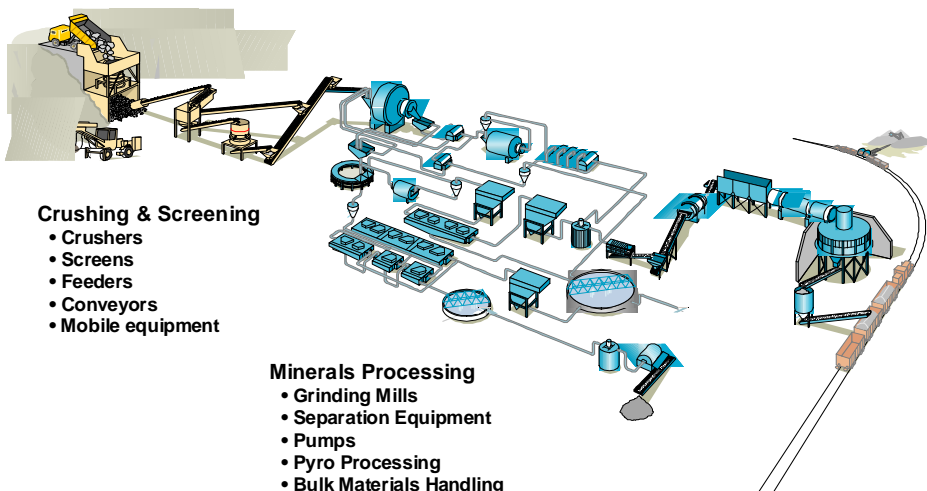 Crushing & Screening
• Crushers
• Screens
• Feeders
• Conveyors
• Mobile equipment
Minerals Processing
• Grinding Mills
• Separation Equipment
• Pumps
• Pyro Processing
• Bulk Materials Handling